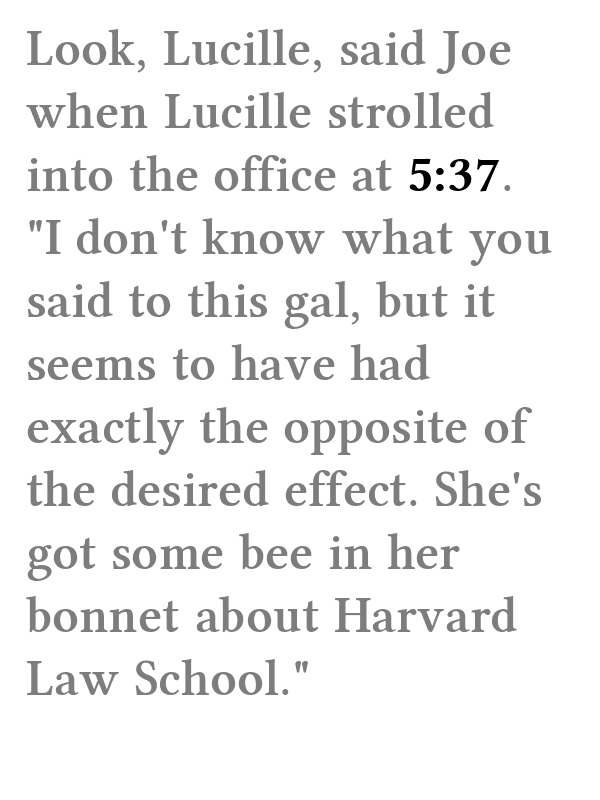 Look, Lucille, said Joe
when Lucille strolled
into the office at 5:37.
"I don't know what you
said to this gal, but it
seems to have had
exactly the opposite of
the desired effect. She's
got some bee in her
bonnet about Harvard
Law School."